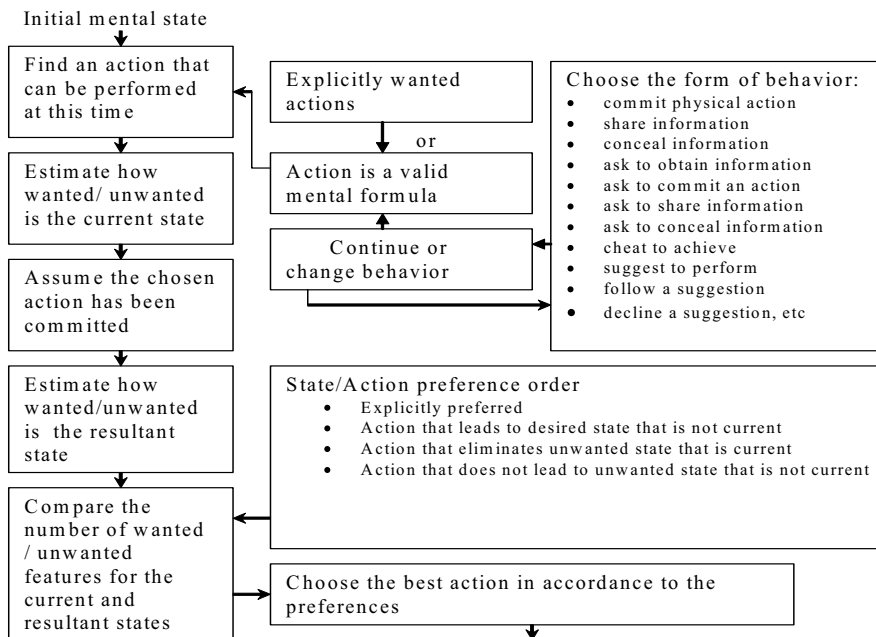 Initial mental state
Find an action that
can be performed
at this time
Estimate how
wanted/ unwanted
is the current state
Assume the chosen
action has been
committed
Estimate how
wanted/unwanted
is the resultant
state
Compare the
number of wanted
/ unwanted
features for the
current and
resultant states
Explicitly wanted
actions
or
Action is a valid
mental formula
Continue or
change behavior
Choose the form of behavior:
• commit physical action
• share information
• conceal information
• ask to obtain information
• ask to commit an action
• ask to share information
• ask to conceal information
• cheat to achieve
• suggest to perform
• follow a suggestion
• decline a suggestion, etc
State/Action preference order
• Explicitly preferred
• Action that leads to desired state that is not current
• Action that eliminates unwanted state that is current
• Action that does not lead to unwanted state that is not current
Choose the best action in accordance to the
preferences